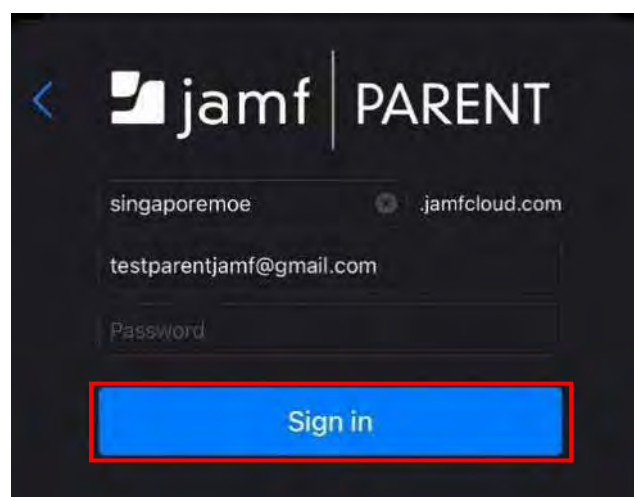 jamf | PARENT
singaporemoe .jamfcloud.com
testparentjamf@gmail.com
Password
Sign in